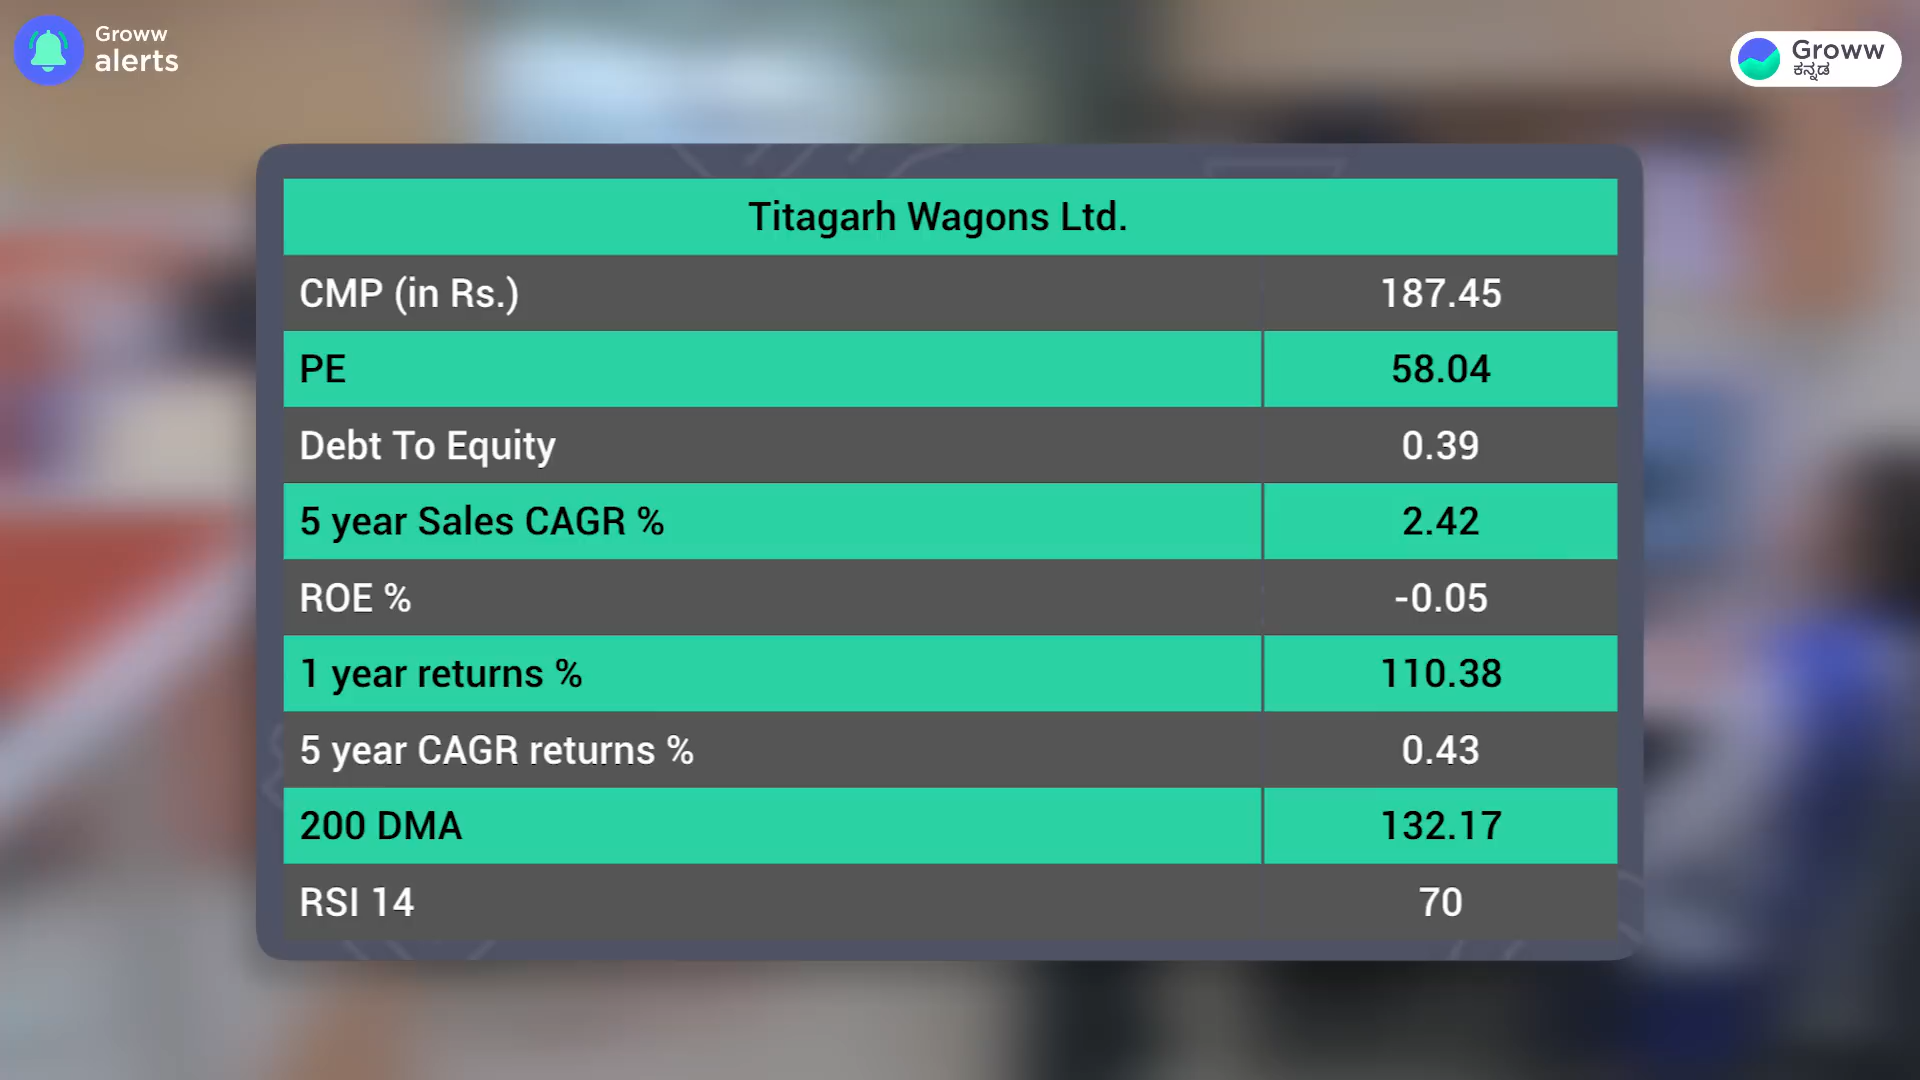 Groww
alerts
Groww
ಕನ್ನಡ
Titagarh Wagons Ltd.
CMP (in Rs.) 187.45
PE 58.04
Debt To Equity 0.39
5 year Sales CAGR % 2.42
ROE % -0.05
1 year returns % 110.38
5 year CAGR returns % 0.43
200 DMA 132.17
RSI 14 70